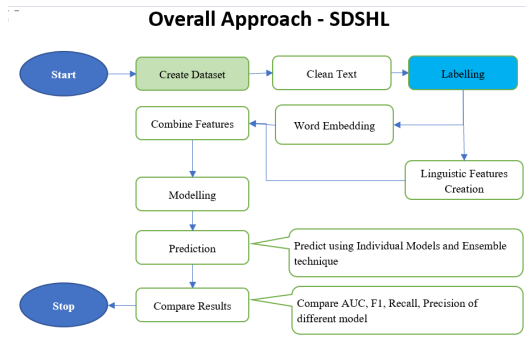 Overall Approach - SDSHL
Start
Create Dataset
Clean Text
Labelling
Combine Features
Word Embedding
Linguistic Features
Creation
Modelling
Prediction
Predict using Individual Models and Ensemble
technique
Stop
Compare Results
Compare AUC, F1, Recall, Precision of
different model